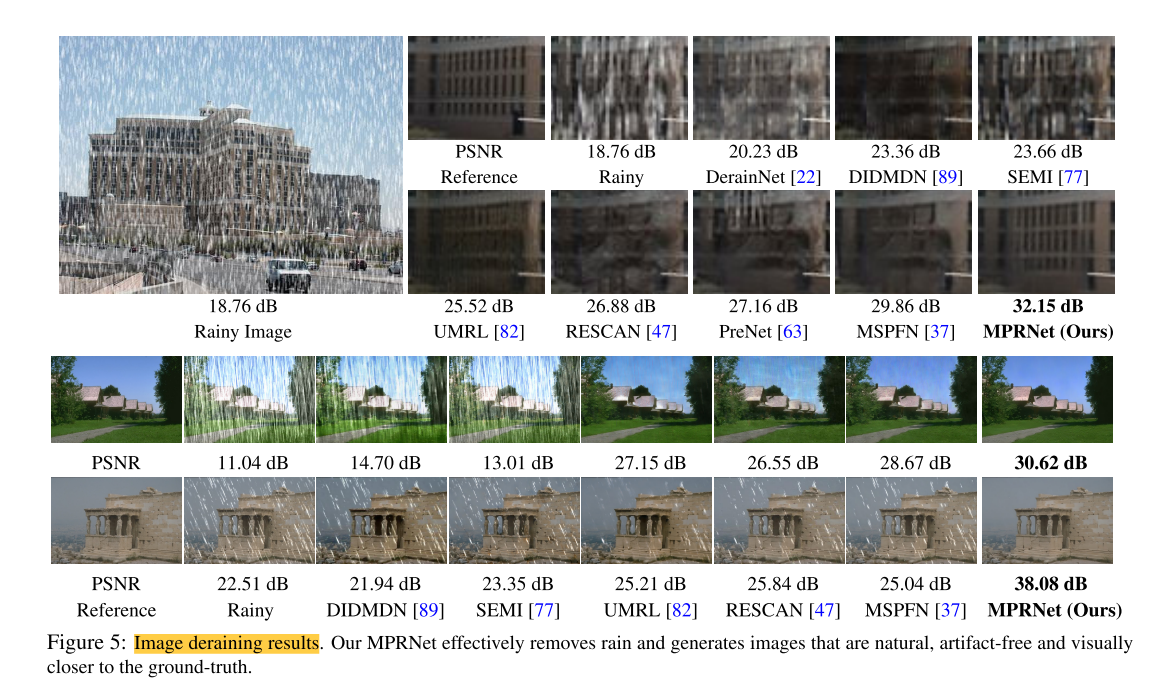 PSNR 18.76 dB 20.23 dB 23.36 dB 23.66 dB
Reference Rainy DerainNet [22] DIDMDN [89] SEMI [77]
18.76 dB 25.52 dB 26.88 dB 27.16 dB 29.86 dB 32.15 dB
Rainy Image UMRL [82] RESCAN [47] PreNet [63] MSPFN [37] MPRNet (Ours)
PSNR 11.04 dB 14.70 dB 13.01 dB 27.15 dB 26.55 dB 28.67 dB 30.62 dB
PSNR 22.51 dB 21.94 dB 23.35 dB 25.21 dB 25.84 dB 25.04 dB 38.08 dB
Reference Rainy DIDMDN [89] SEMI [77] UMRL [82] RESCAN [47] MSPFN [37] MPRNet (Ours)
Figure 5: Image deraining results. Our MPRNet effectively removes rain and generates images that are natural, artifact-free and visually
closer to the ground-truth.